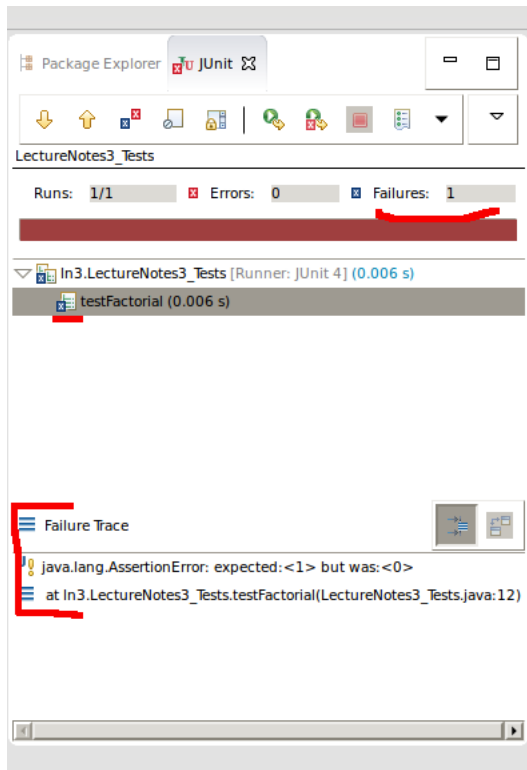 Package Explorer JUnit
LectureNotes3_Tests
Runs: 1/1 Errors: 0 Failures: 1
ln3.LectureNotes3_Tests [Runner: JUnit 4] (0.006 s)
testFactorial (0.006 s)
Failure Trace
java.lang.AssertionError: expected:<1> but was:<0>
at ln3.LectureNotes3_Tests.testFactorial(LectureNotes3_Tests.java:12)